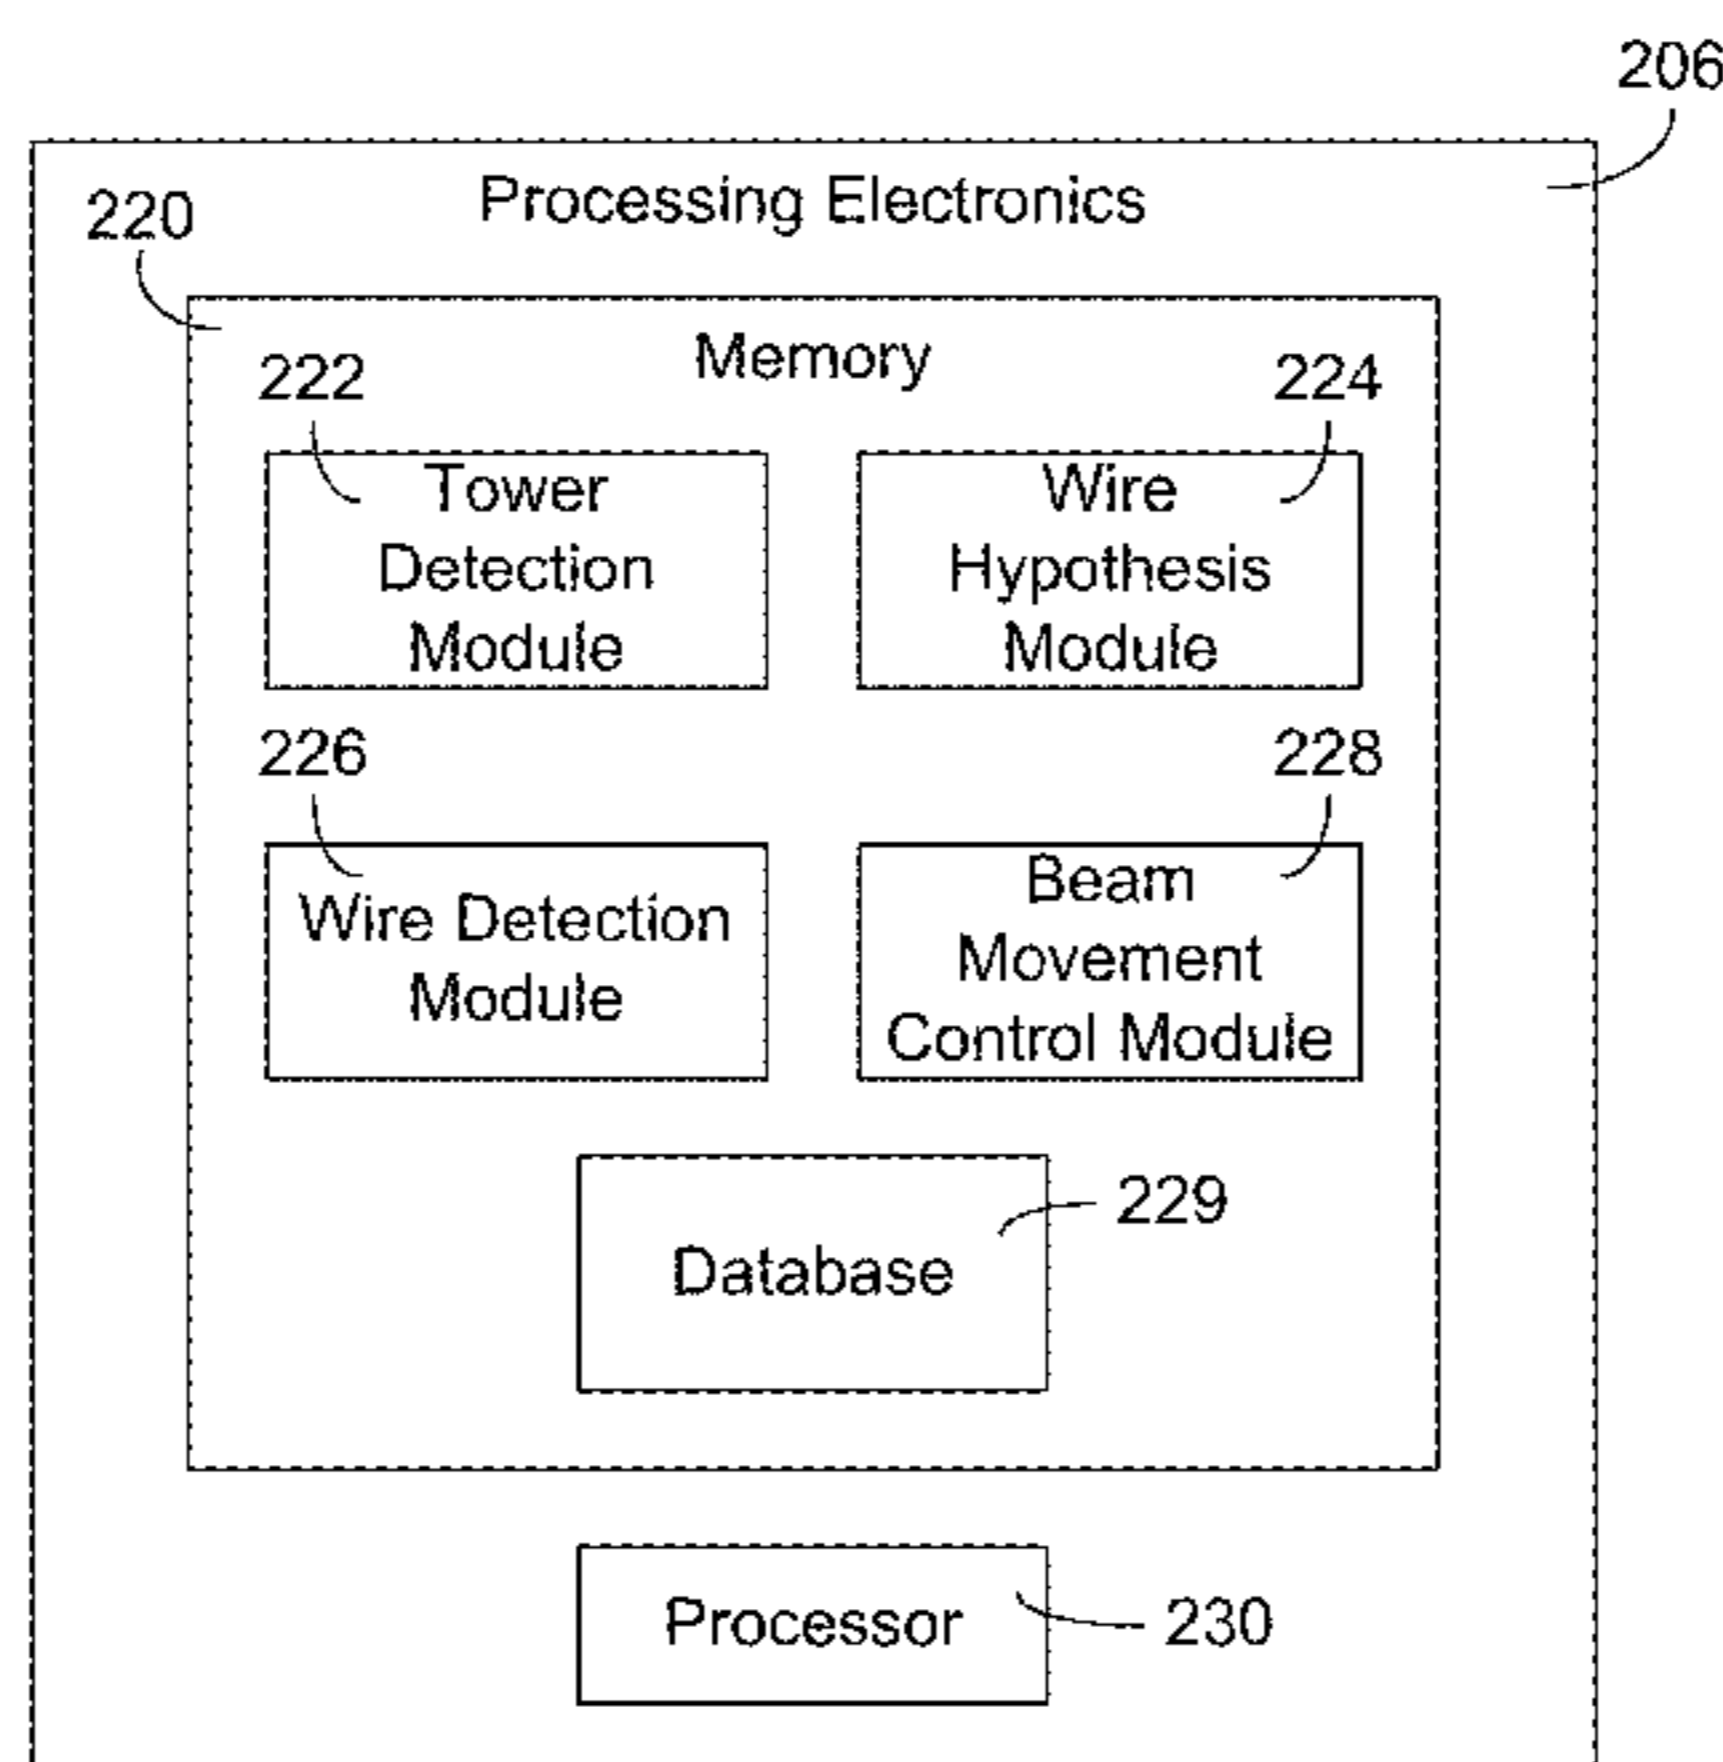 206
Processing Electronics
220
Memory
222
224
Tower
Detection
Module
Wire
Hypothesis
Module
226
228
Wire Detection
Module
Beam
Movement
Control Module
229
Database
Processor
230